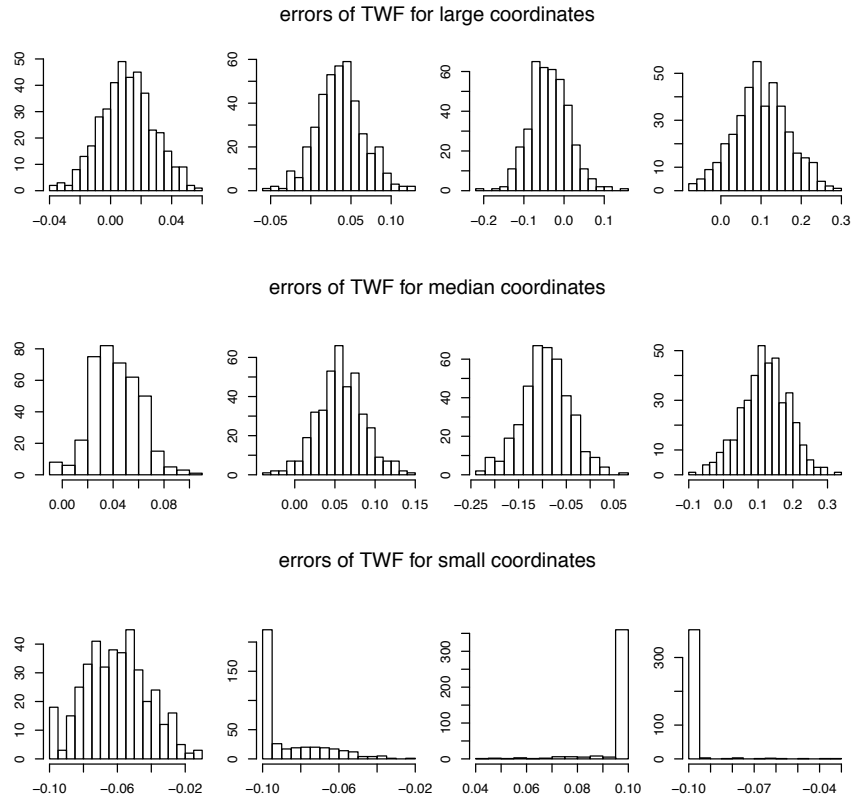 errors of TWF for large coordinates
0 10 20 30 40 50
−0.04 0.00 0.04
0 20 40 60
−0.05 0.05 0.10
0 20 40 60
−0.2 −0.1 0.0 0.1
0 10 30 50
0.0 0.1 0.2 0.3
errors of TWF for median coordinates
0 20 40 60 80
0.00 0.04 0.08
0 20 40 60
0.00 0.05 0.10 0.15
0 20 40 60
−0.25 −0.15 −0.05 0.05
0 10 30 50
−0.1 0.0 0.1 0.2 0.3
errors of TWF for small coordinates
0 10 20 30 40
−0.10 −0.06 −0.02
0 50 150
−0.10 −0.06 −0.02
0 50 150 200 300
0.04 0.06 0.08 0.10
0 100 200 300
−0.10 −0.07 −0.04